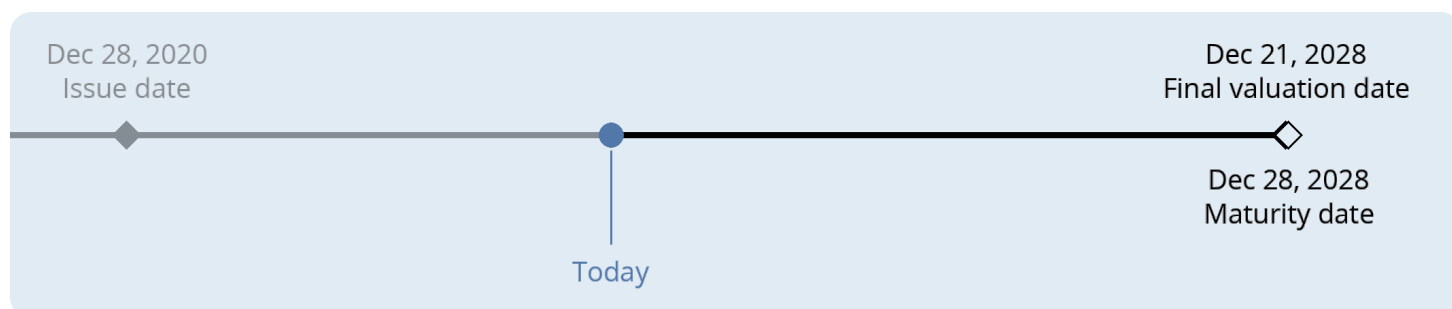 Dec 28, 2020
Issue date
Dec 21, 2028
Final valuation date
Dec 28, 2028
Maturity date
Today